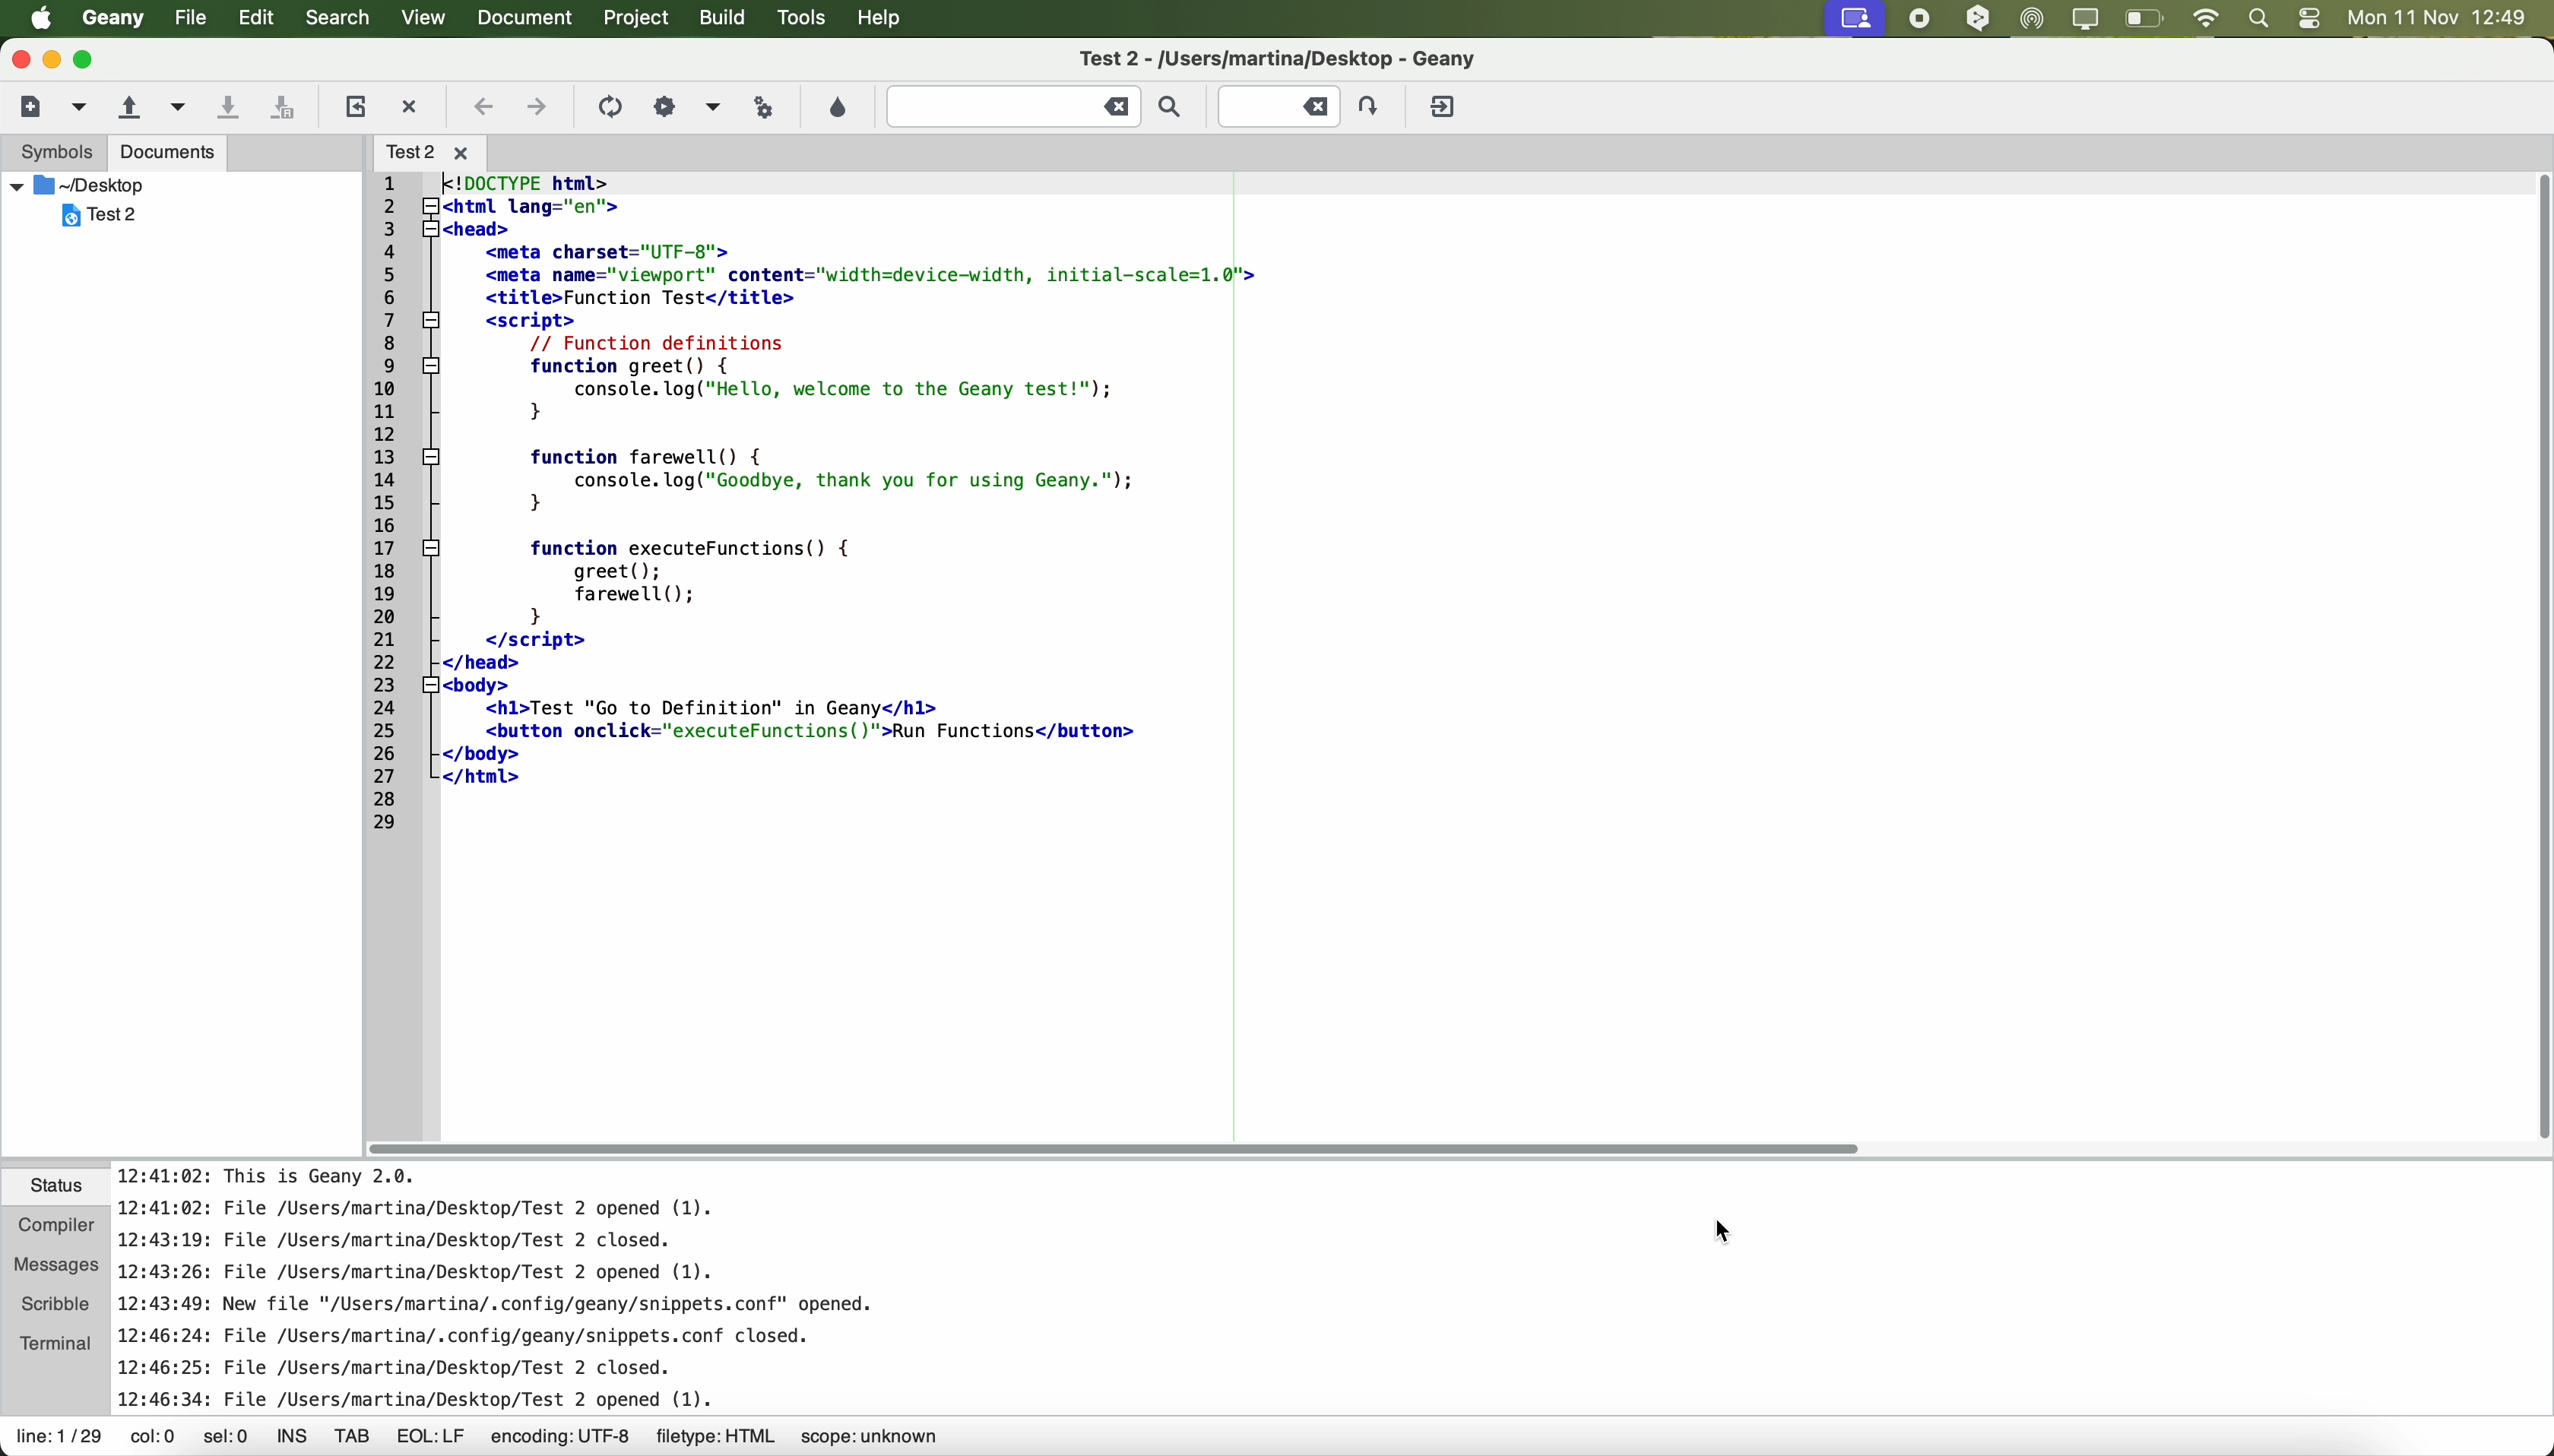 Geany File Edit Search View Document Project Build Tools Help Mon 11 Nov 12:49
Test 2 - /Users/martina/Desktop - Geany
Symbols Documents Test 2
~/Desktop
Test 2
1 <!DOCTYPE html>
2 <html lang="en">
3 <head>
4 <meta charset="UTF-8">
5 <meta name="viewport" content="width=device-width, initial-scale=1.0">
6 <title>Function Test</title>
7 <script>
8 // Function definitions
9 function greet() {
10 console.log("Hello, welcome to the Geany test!");
11 }
12
13 function farewell() {
14 console.log("Goodbye, thank you for using Geany.");
15 }
16
17 function executeFunctions() {
18 greet();
19 farewell();
20 }
21 </script>
22 </head>
23 <body>
24 <h1>Test "Go to Definition" in Geany</h1>
25 <button onclick="executeFunctions()">Run Functions</button>
26 </body>
27 </html>
28
29
Status
Compiler
Messages
Scribble
Terminal
12:41:02: This is Geany 2.0.
12:41:02: File /Users/martina/Desktop/Test 2 opened (1).
12:43:19: File /Users/martina/Desktop/Test 2 closed.
12:43:26: File /Users/martina/Desktop/Test 2 opened (1).
12:43:49: New file "/Users/martina/.config/geany/snippets.conf" opened.
12:46:24: File /Users/martina/.config/geany/snippets.conf closed.
12:46:25: File /Users/martina/Desktop/Test 2 closed.
12:46:34: File /Users/martina/Desktop/Test 2 opened (1).
line: 1 / 29 col: 0 sel: 0 INS TAB EOL: LF encoding: UTF-8 filetype: HTML scope: unknown